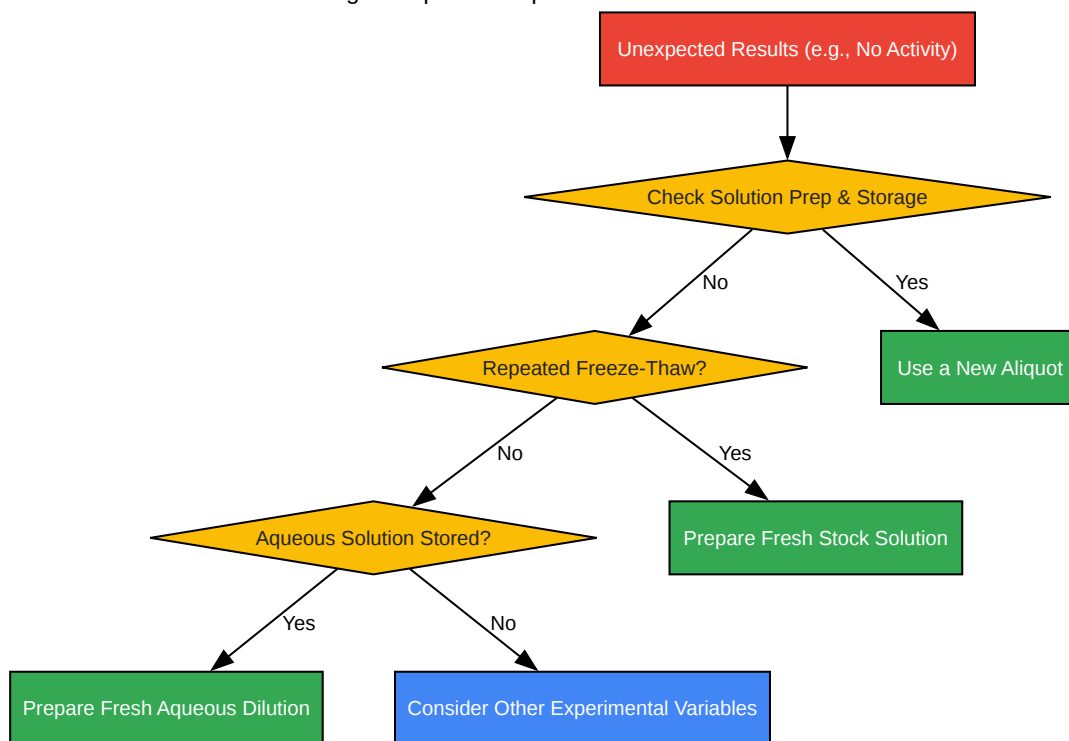 Unexpected Results (e.g., No Activity)
Check Solution Prep & Storage
No
Yes
Repeated Freeze-Thaw?
Use a New Aliquot
No
Yes
Aqueous Solution Stored?
Prepare Fresh Stock Solution
Yes
No
Prepare Fresh Aqueous Dilution
Consider Other Experimental Variables